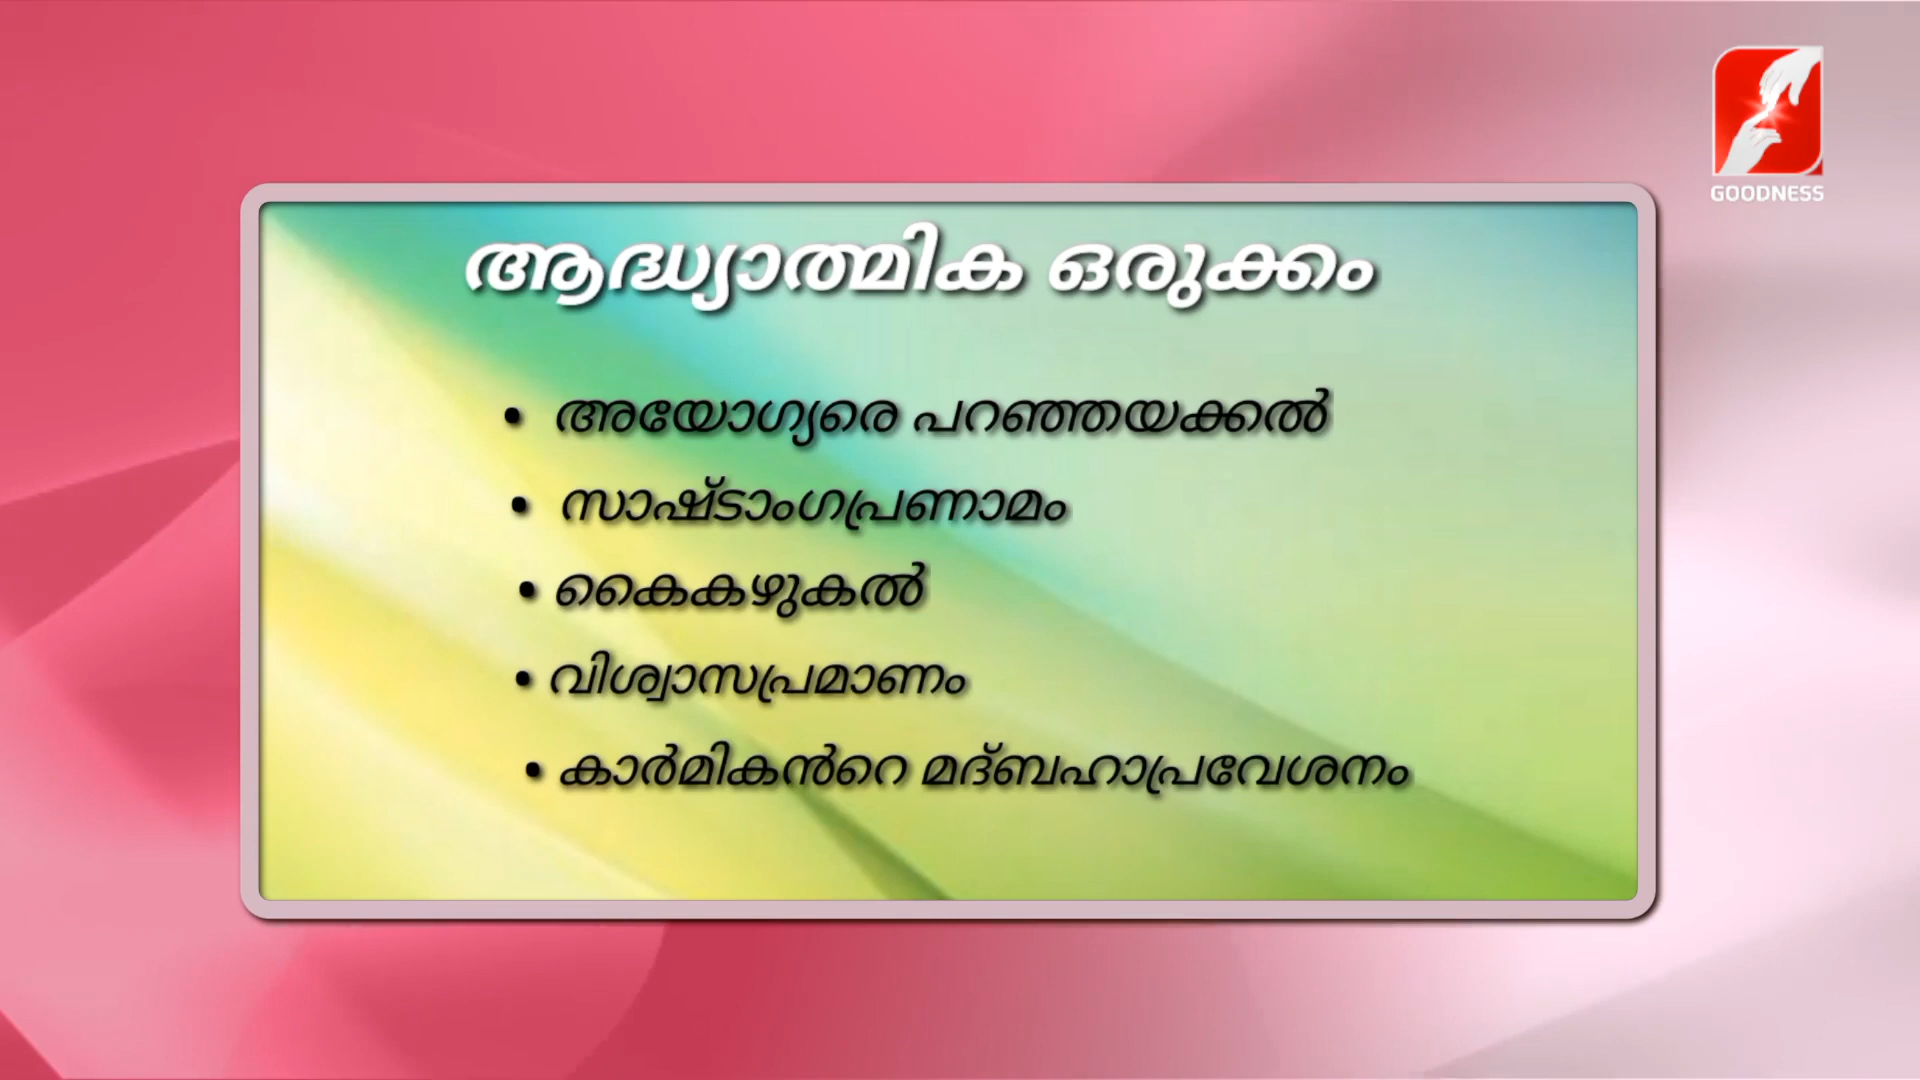 GOODNESS
ആദ്ധ്യാത്മിക ഒരുക്കം
• അയോഗ്യരെ പറഞ്ഞയക്കൽ
• സാഷ്ടാംഗപ്രണാമം
• കൈകഴുകൽ
• വിശ്വാസപ്രമാണം
• കാർമികൻറെ മദ്ബഹാപ്രവേശനം